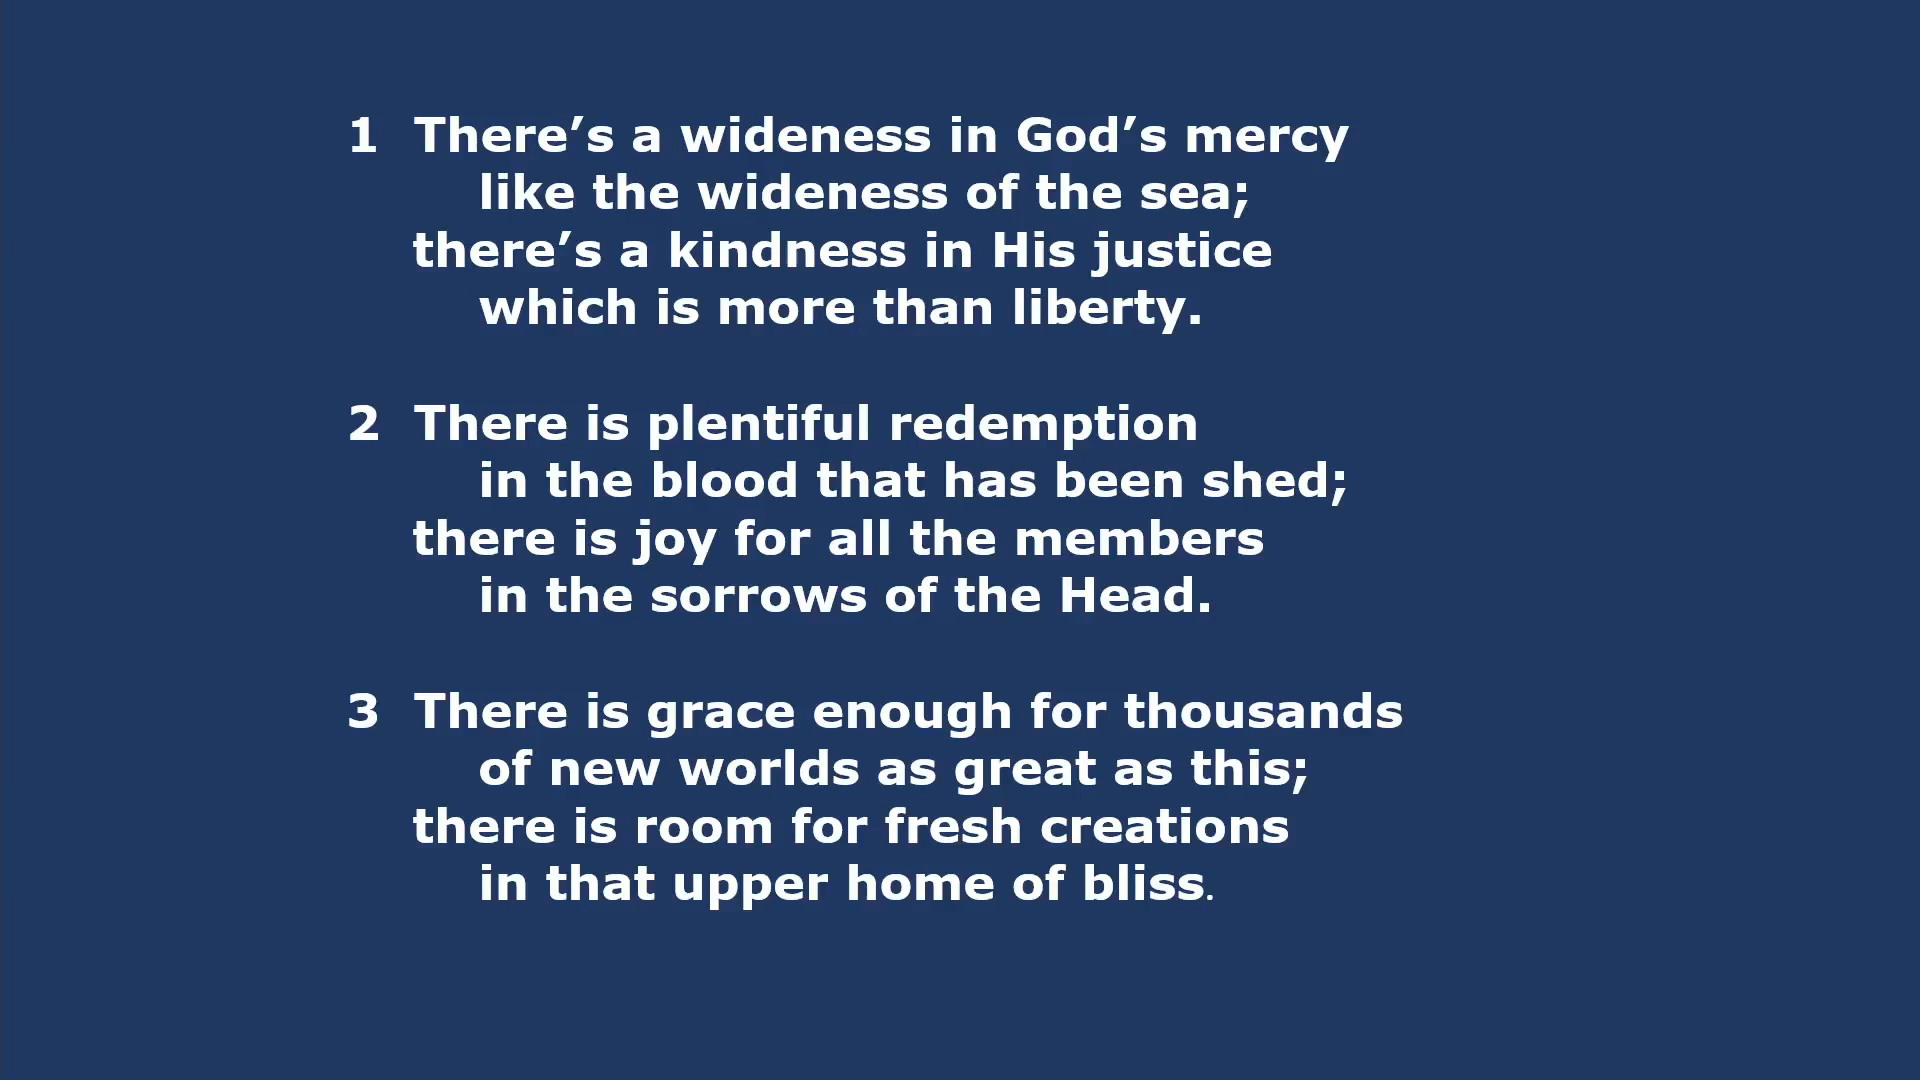 1 There’s a wideness in God’s mercy
like the wideness of the sea;
there’s a kindness in His justice
which is more than liberty.
2 There is plentiful redemption
in the blood that has been shed;
there is joy for all the members
in the sorrows of the Head.
3 There is grace enough for thousands
of new worlds as great as this;
there is room for fresh creations
in that upper home of bliss.